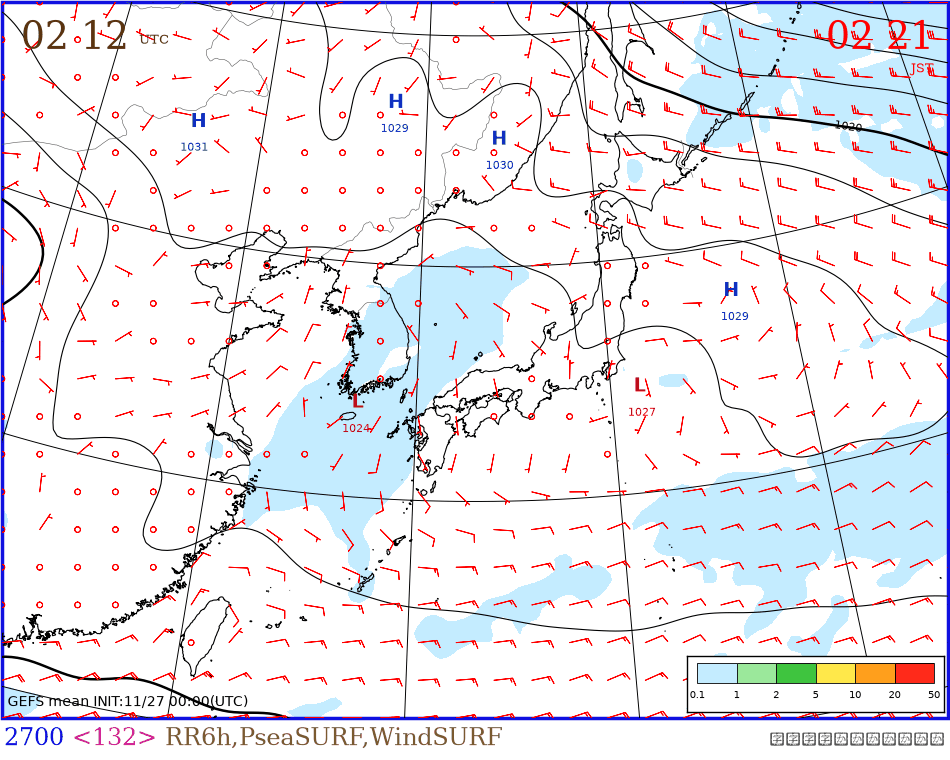 02 12 UTC
02 21
JST
H
1029
H
1031
1020
H
1030
H
1029
L
1027
L
1024
GEFS mean INIT:11/27 00:00(UTC)
0.1 1 2 5 10 20 50
2700 <132> RR6h,PseaSURF,WindSURF